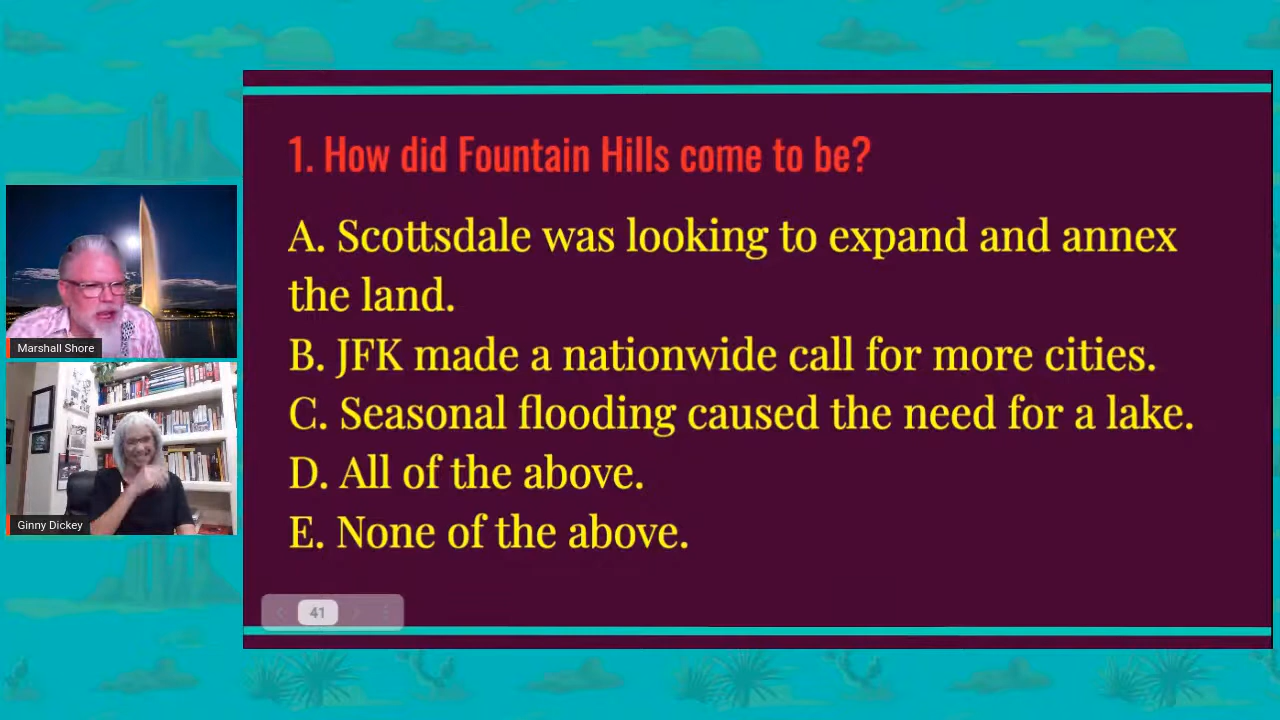 1. How did Fountain Hills come to be?
A. Scottsdale was looking to expand and annex
the land.
B. JFK made a nationwide call for more cities.
C. Seasonal flooding caused the need for a lake.
D. All of the above.
E. None of the above.
Marshall Shore
Ginny Dickey
41